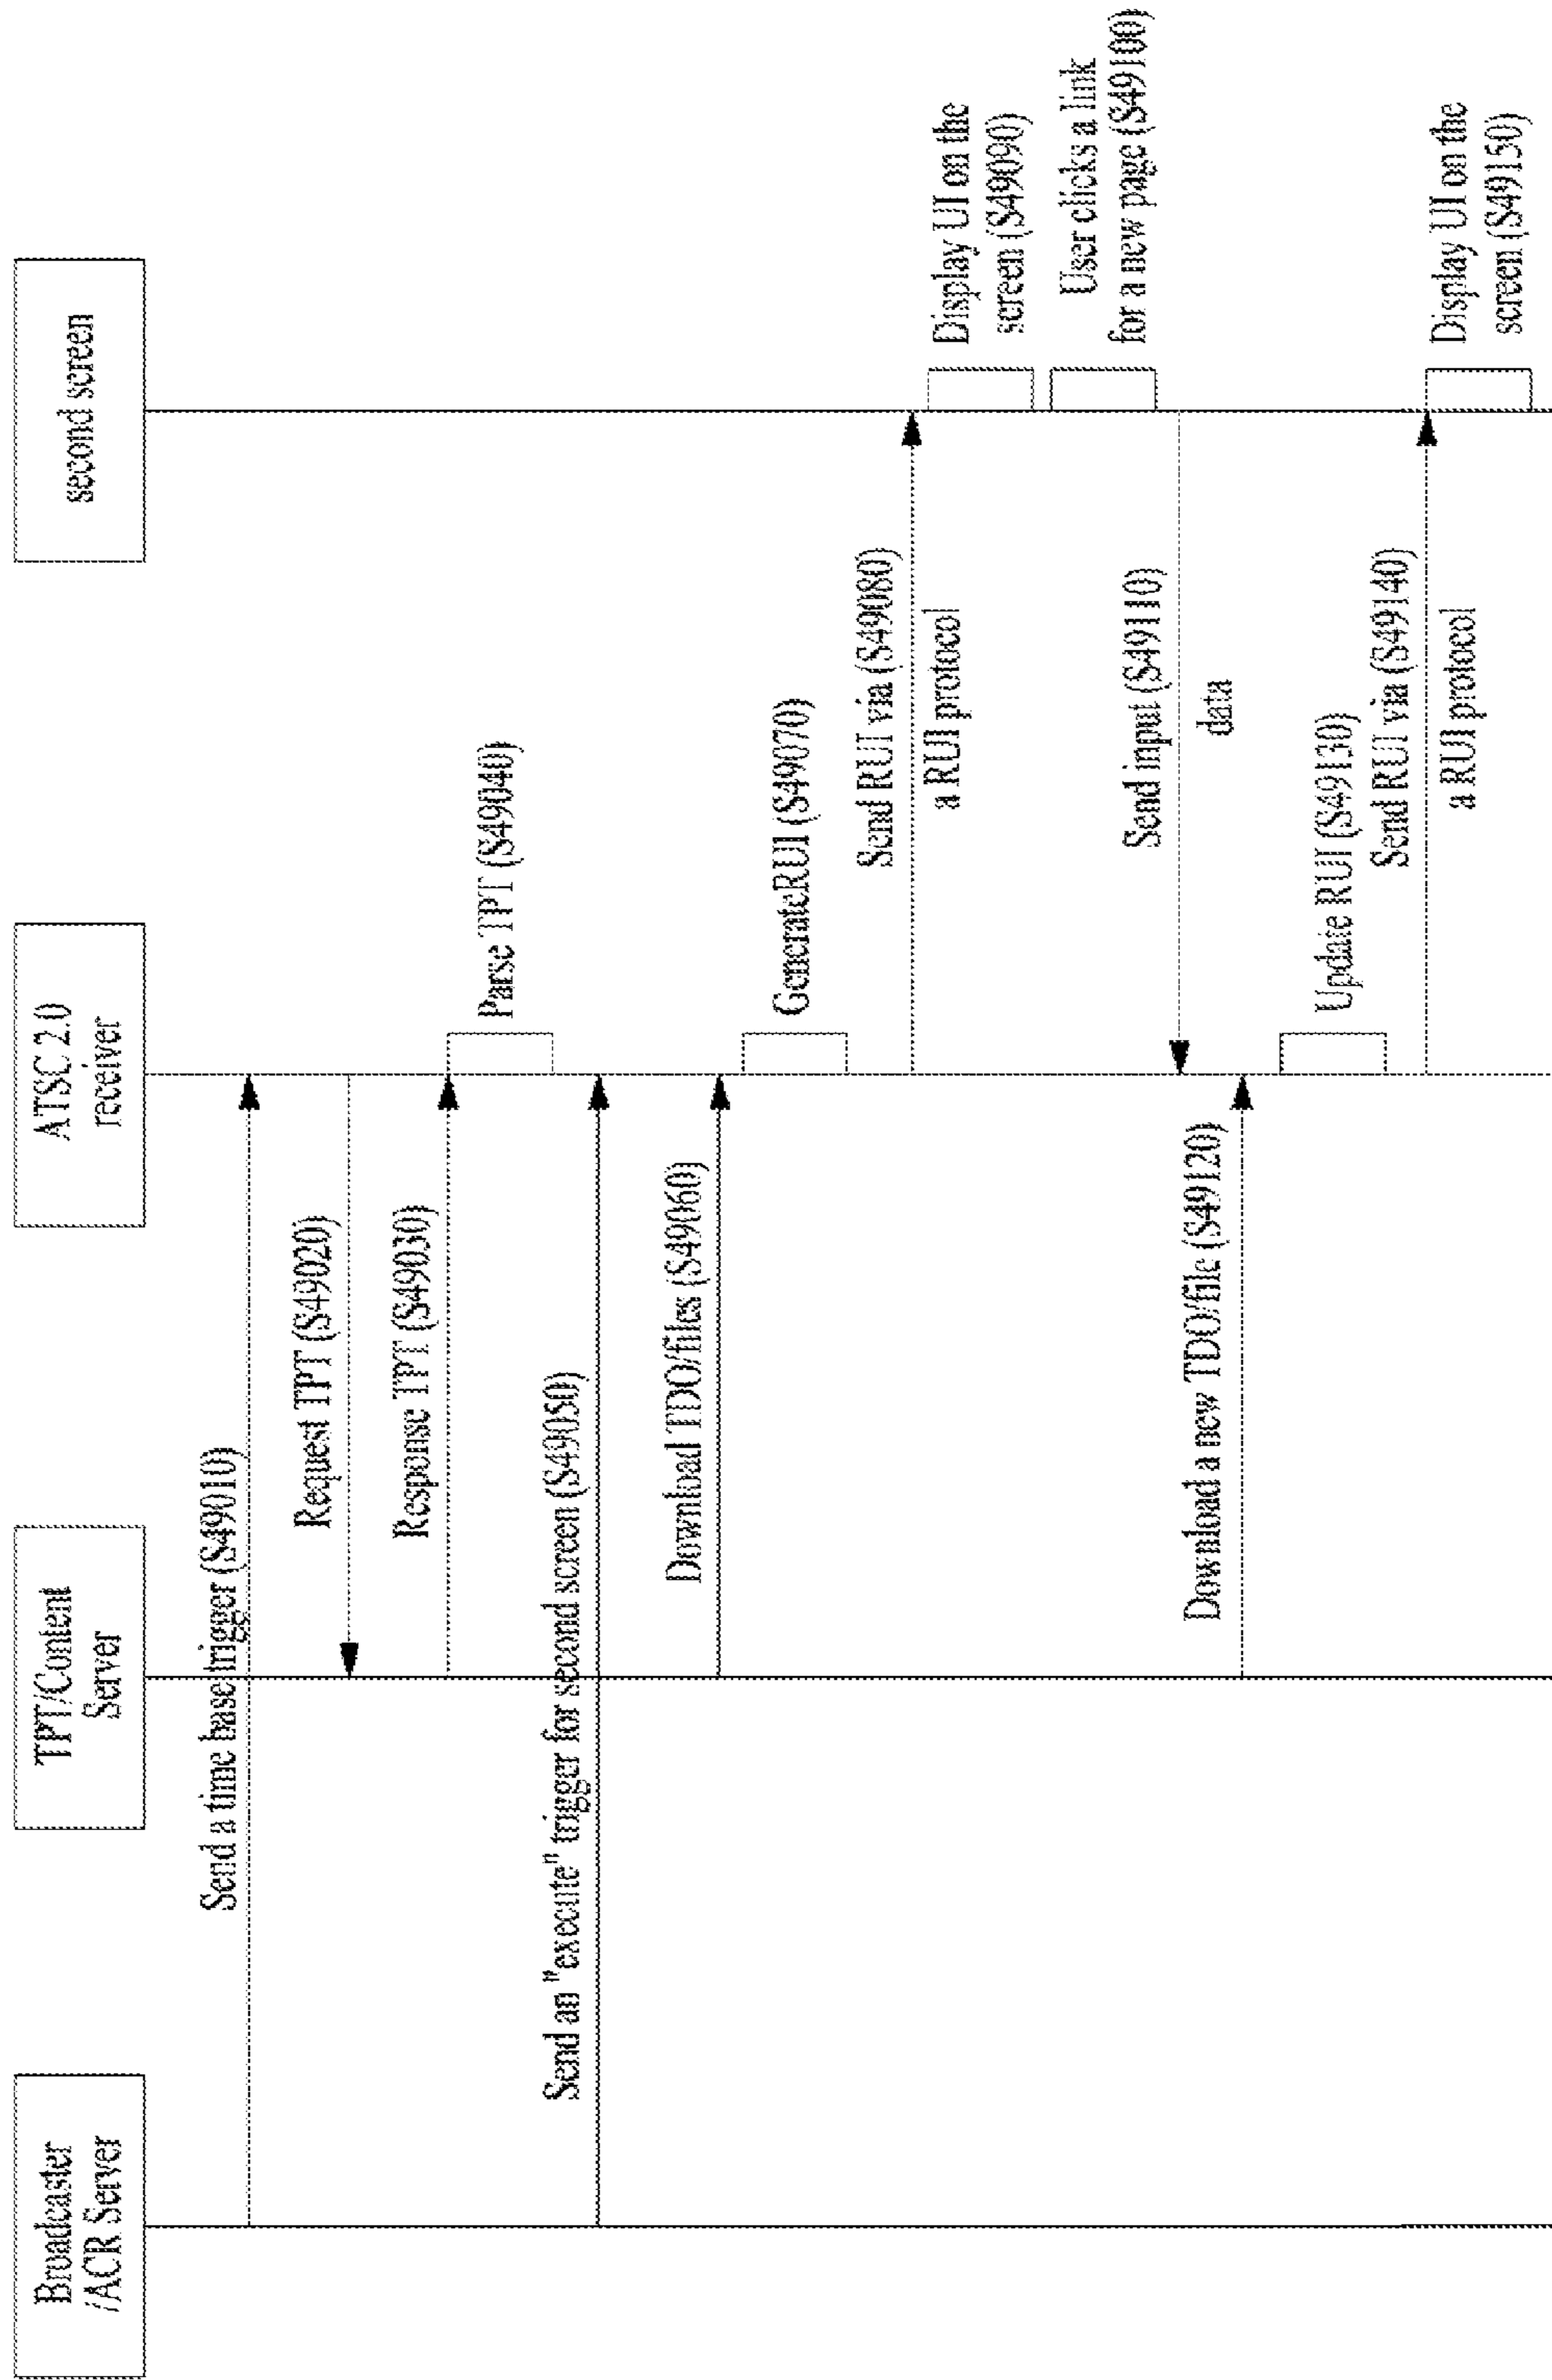 Broadcaster
/ACR Server
TPT/Content
Server
ATSC 2.0
receiver
second screen
Send a time base trigger (S49010)
Request TPT (S49020)
Response TPT (S49030)
Parse TPT (S49040)
Send an "execute" trigger for second screen (S49050)
Download TDO/files (S49060)
GenerateRUI (S49070)
Send RUI via (S49080)
a RUI protocol
Display UI on the
screen (S49090)
User clicks a link
for a new page (S49100)
Send input (S49110)
data
Download a new TDO/file (S49120)
Update RUI (S49130)
Send RUI via (S49140)
a RUI protocol
Display UI on the
screen (S49150)